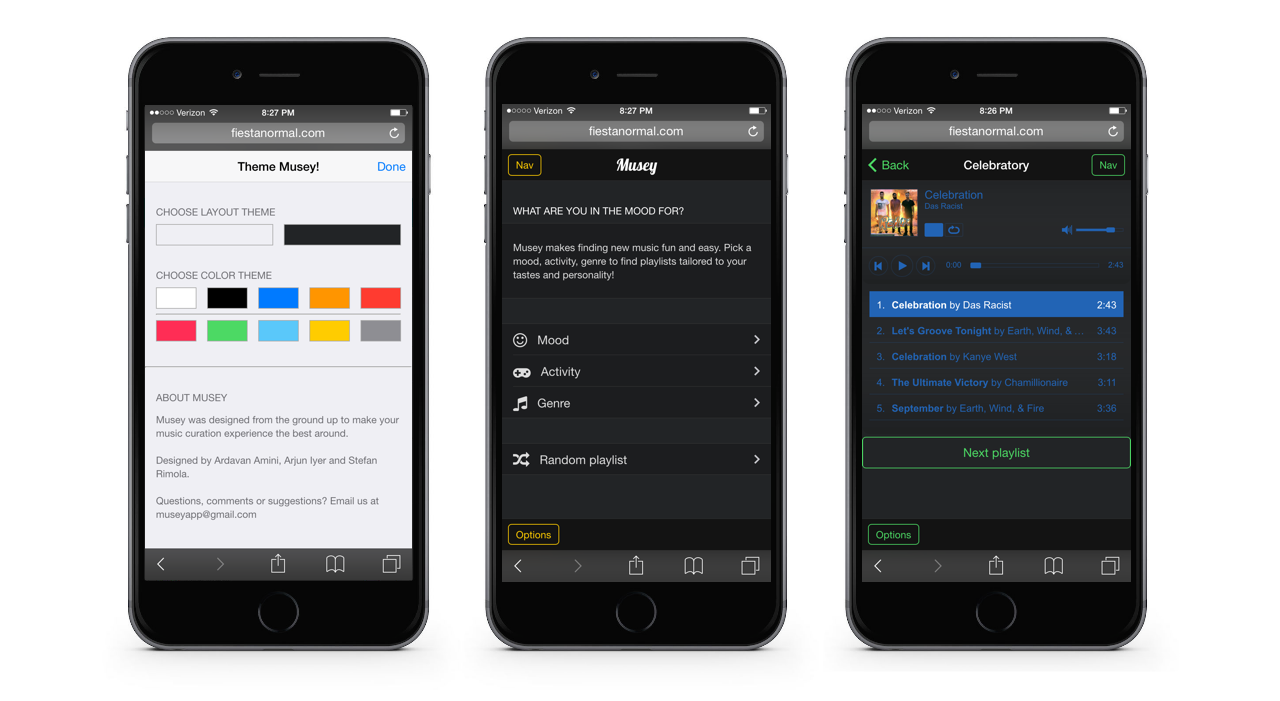 Verizon
8:27 PM
fiestanormal.com
Theme Musey!
Done
CHOOSE LAYOUT THEME
CHOOSE COLOR THEME
ABOUT MUSEY
Musey was designed from the ground up to make your
music curation experience the best around.
Designed by Ardavan Amini, Arjun Iyer and Stefan
Rimola.
Questions, comments or suggestions? Email us at
museyapp@gmail.com
Verizon
8:27 PM
fiestanormal.com
Nav
Musey
WHAT ARE YOU IN THE MOOD FOR?
Musey makes finding new music fun and easy. Pick a
mood, activity, genre to find playlists tailored to your
tastes and personality!
Mood
Activity
Genre
Random playlist
Options
Verizon
8:26 PM
fiestanormal.com
Back
Celebratory
Nav
Celebration
Das Racist
0:00
2:43
1. Celebration by Das Racist 2:43
2. Let's Groove Tonight by Earth, Wind, & ... 3:43
3. Celebration by Kanye West 3:18
4. The Ultimate Victory by Chamillionaire 3:11
5. September by Earth, Wind, & Fire 3:36
Next playlist
Options